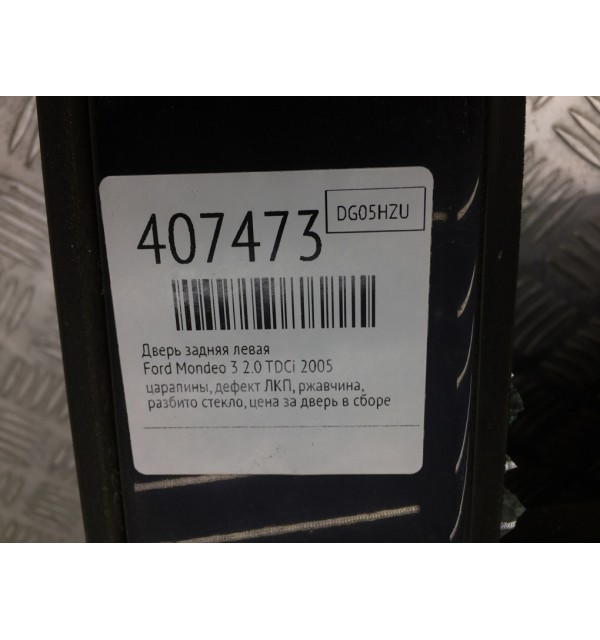 407473
DG05HZU
Дверь задняя левая
Ford Mondeo 3 2.0 TDCi 2005
царапины, дефект ЛКП, ржавчина,
разбито стекло, цена за дверь в сборе